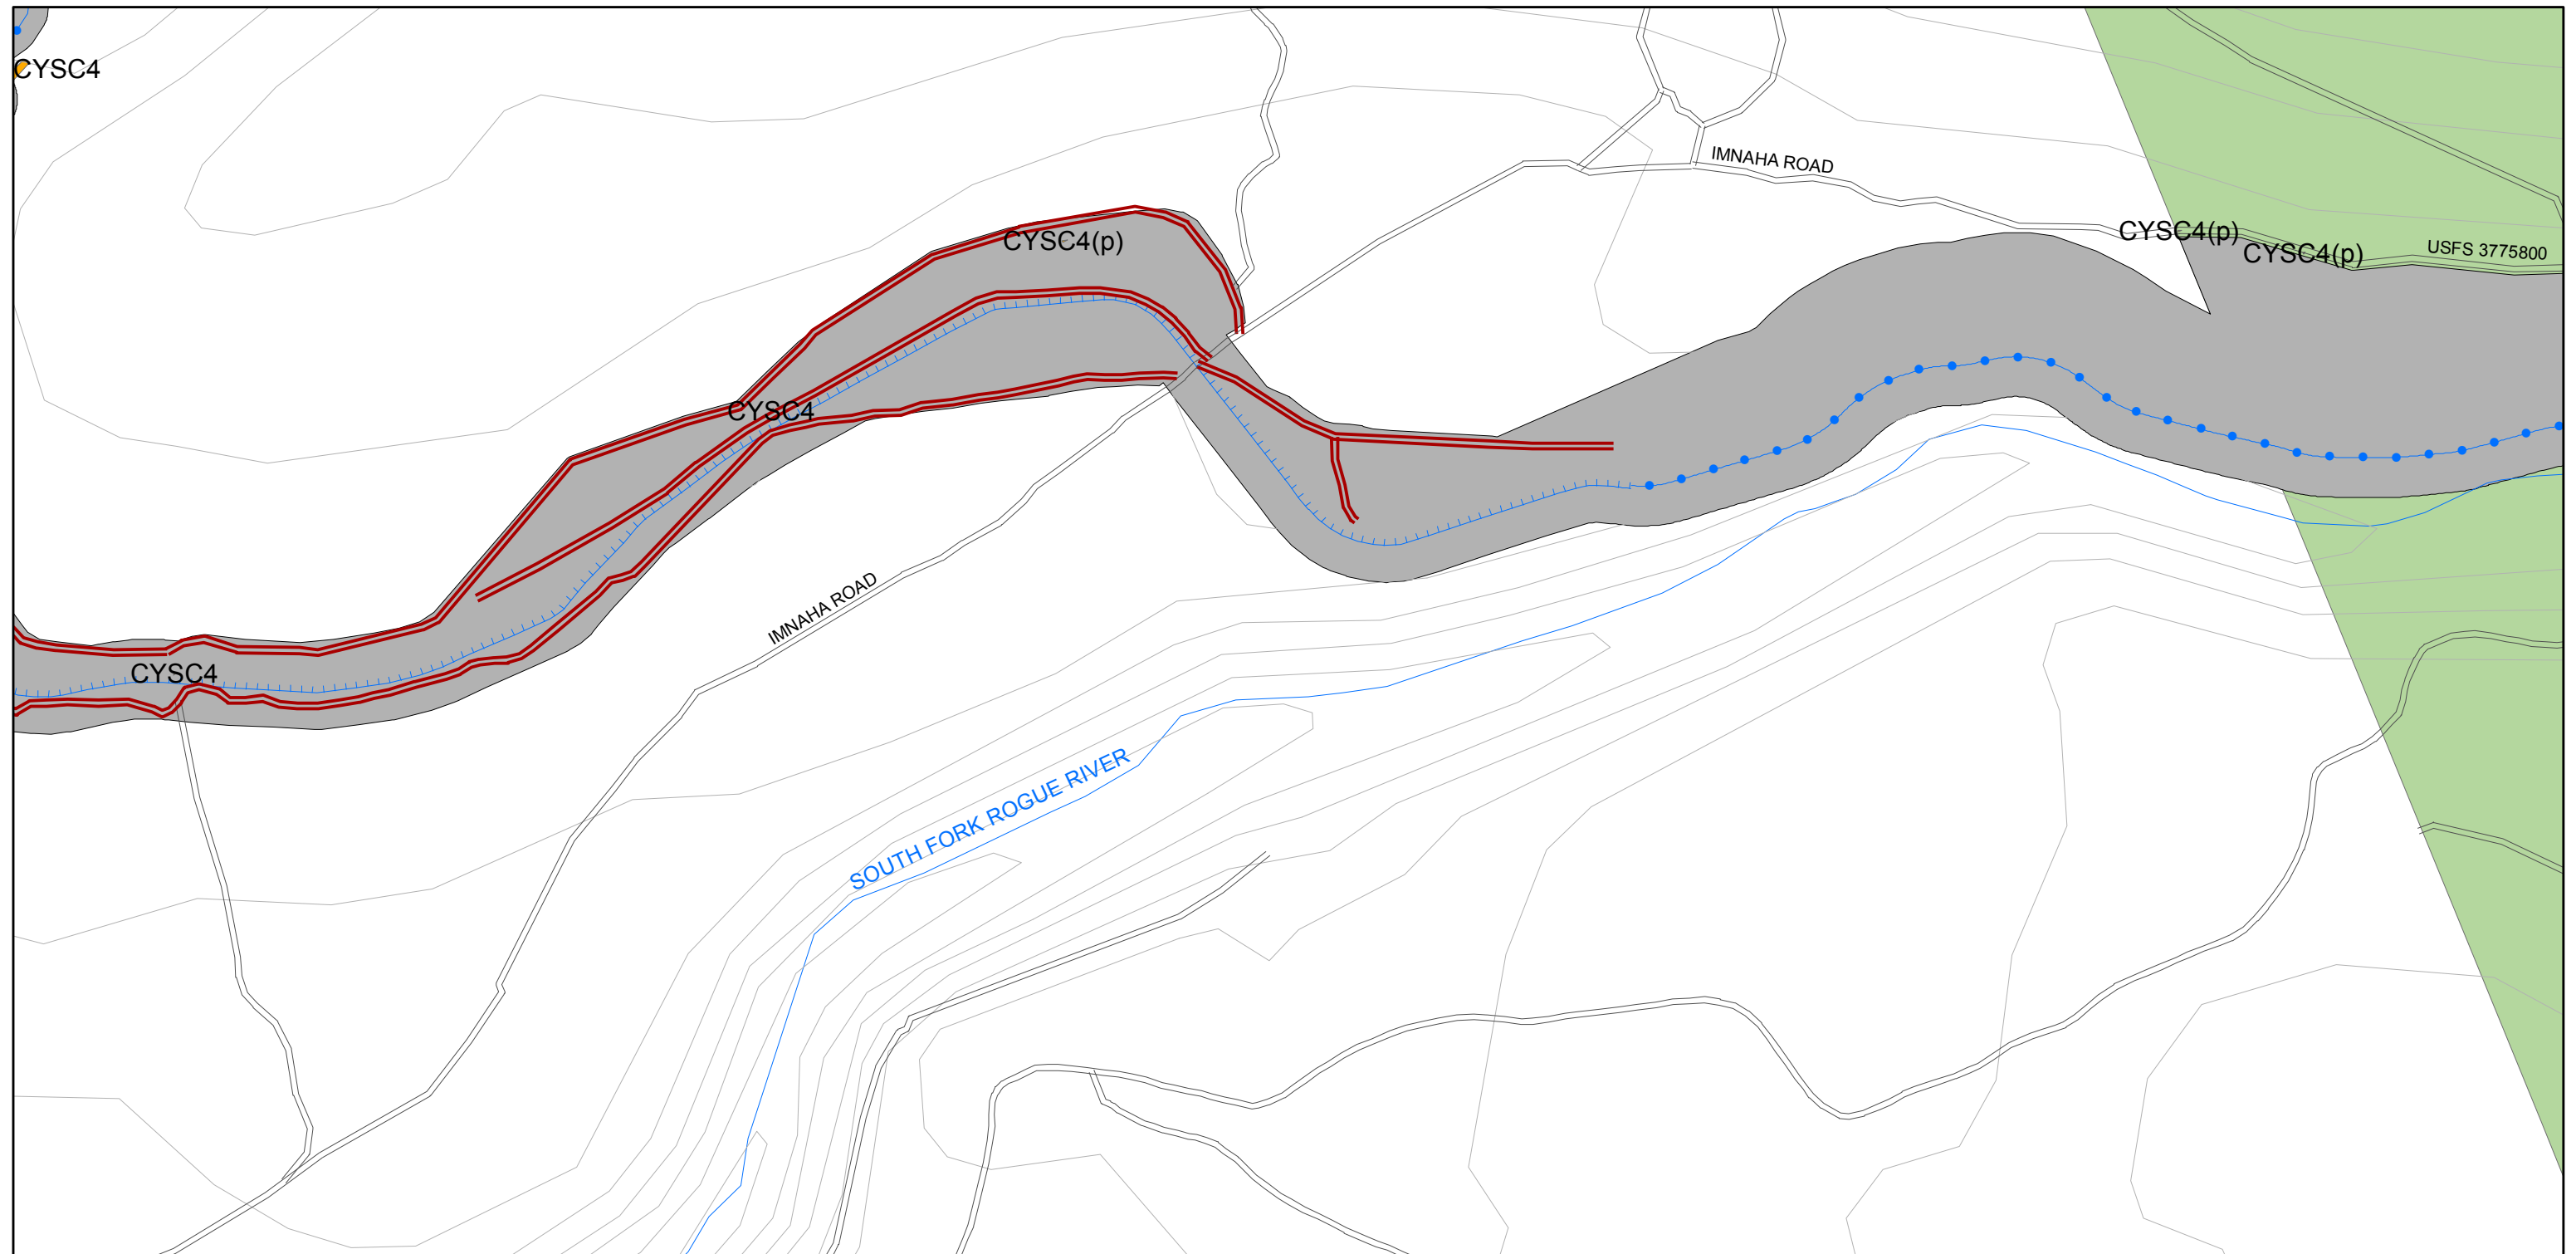 CYSC4
IMNAHA ROAD
CYSC4(p)
CYSC4(p)
CYSC4(p)
USFS 3775800
CYSC4
IMNAHA ROAD
CYSC4
SOUTH FORK ROGUE RIVER